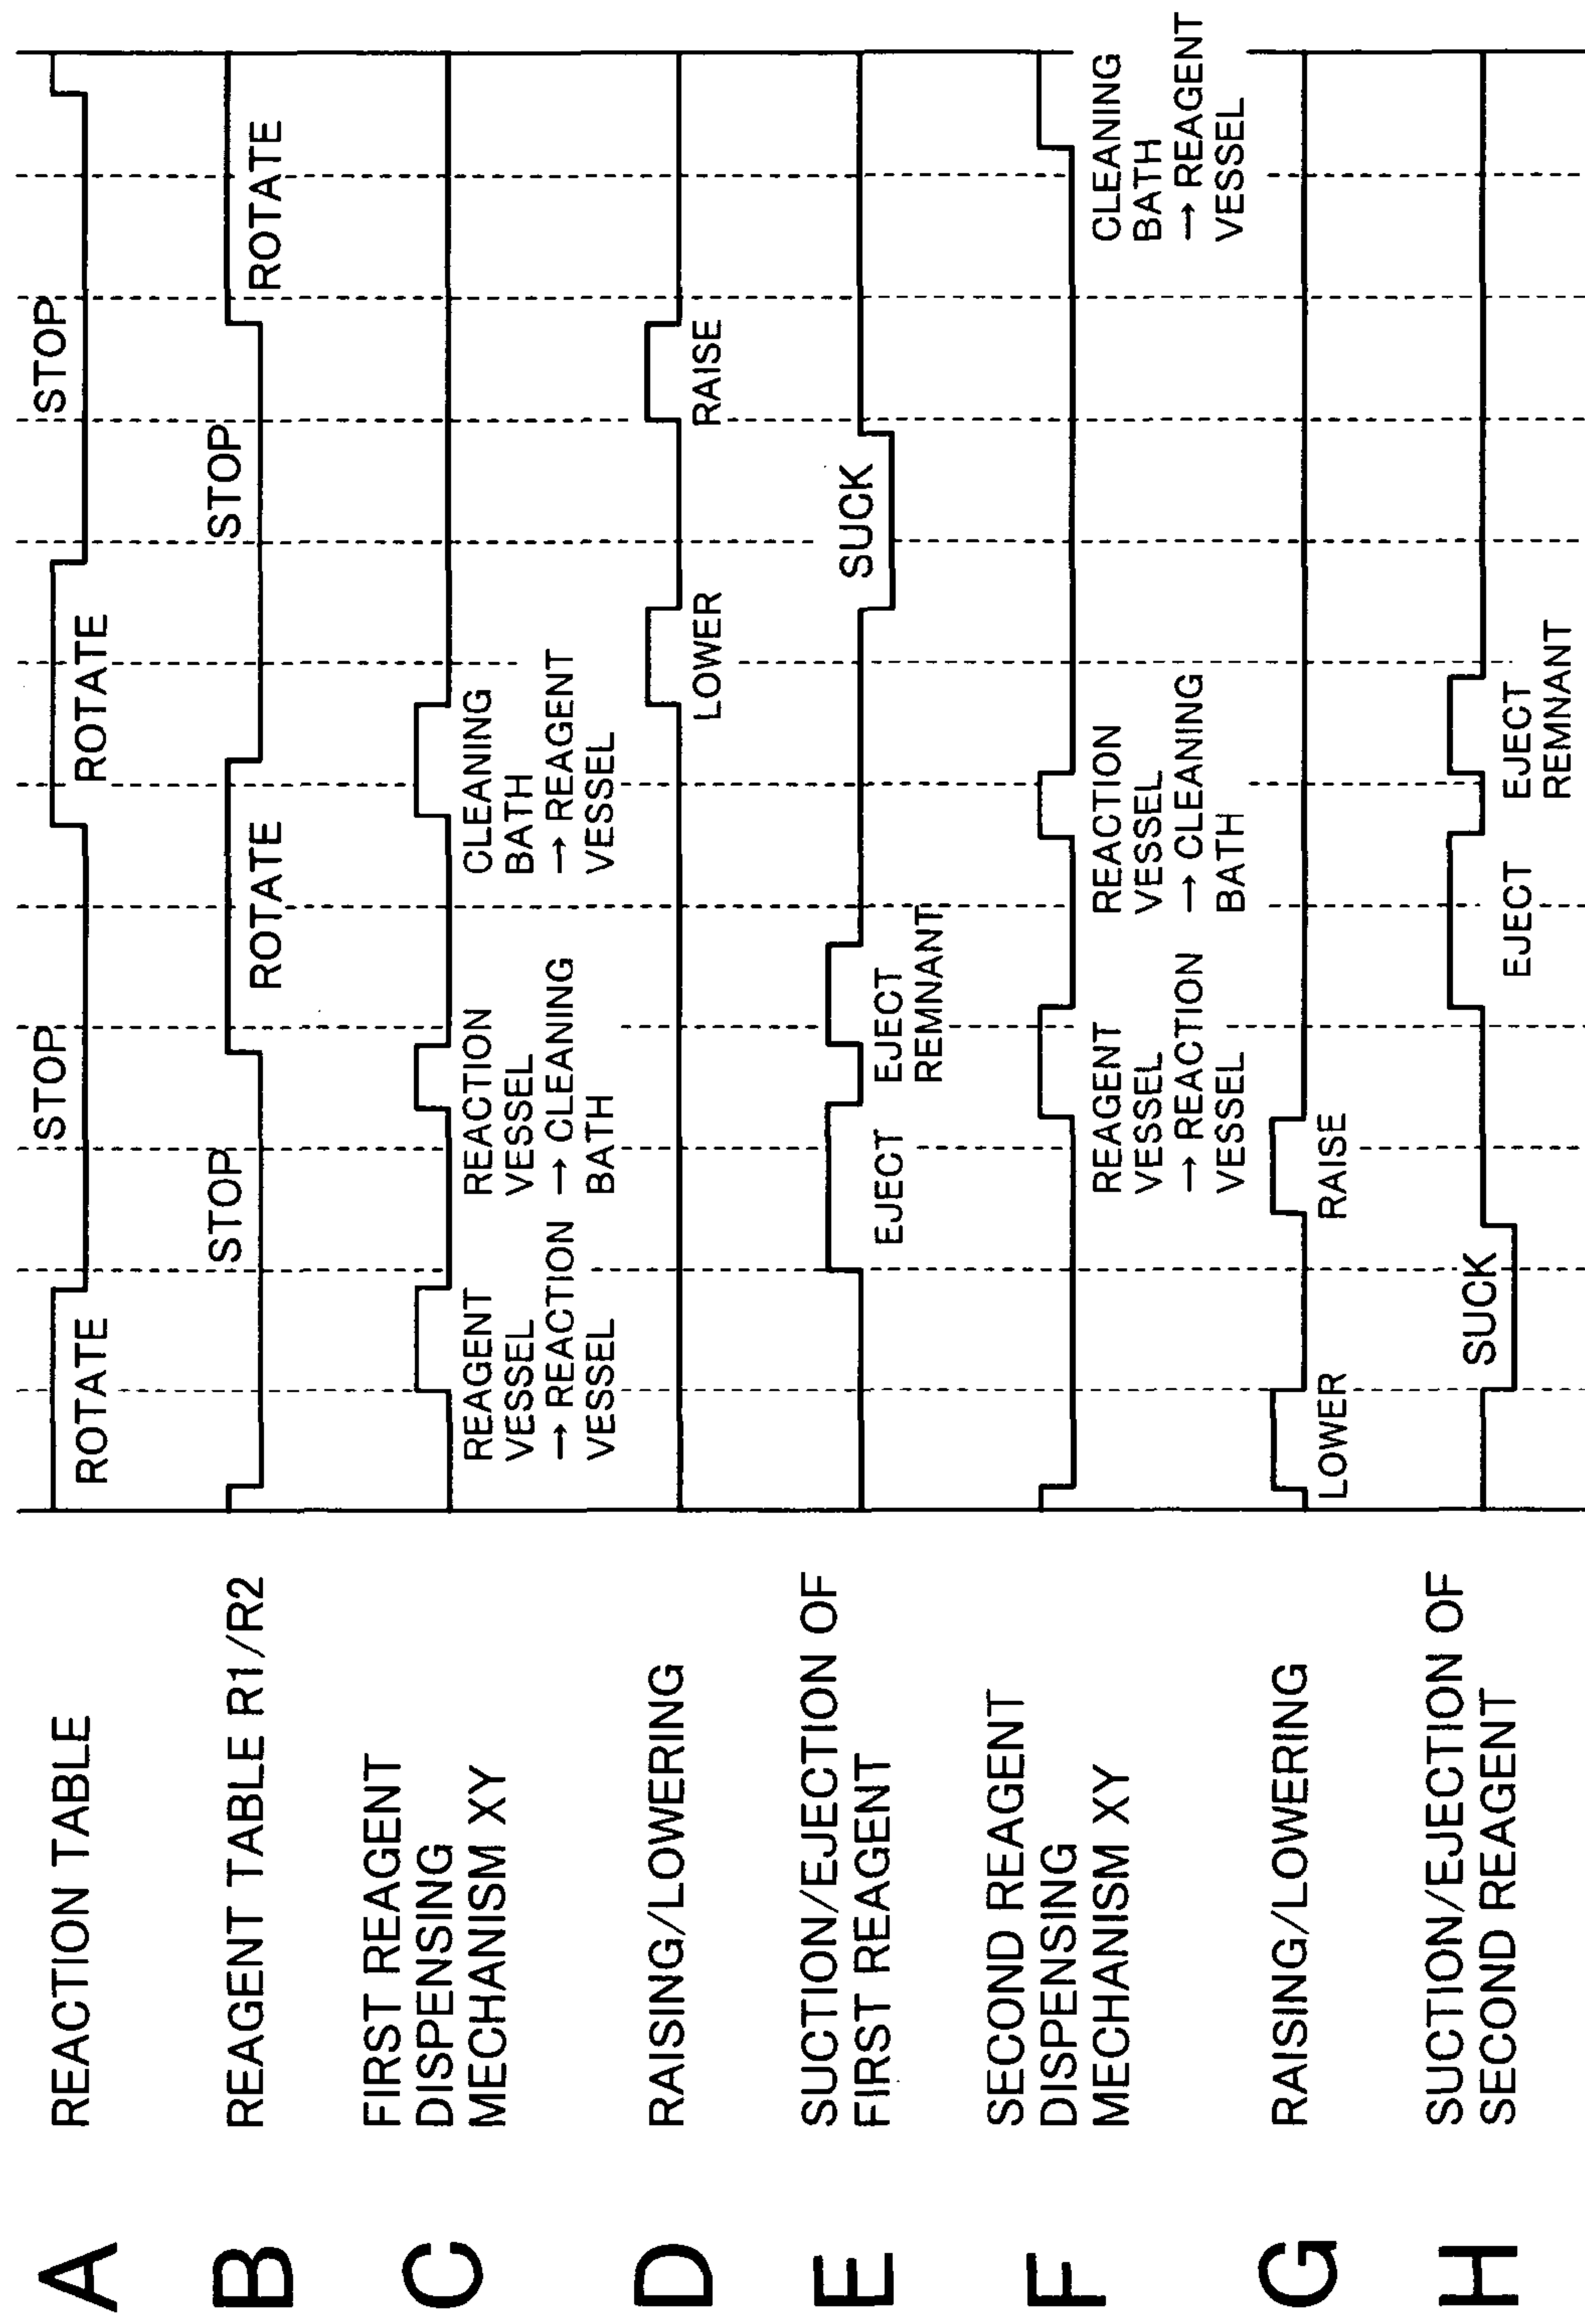 A
REACTION TABLE
ROTATE
STOP
ROTATE
STOP
B
REAGENT TABLE R1/R2
STOP
ROTATE
STOP
ROTATE
C
FIRST REAGENT
DISPENSING
MECHANISM XY
REAGENT
VESSEL
→ REACTION
VESSEL
REACTION
VESSEL
→ CLEANING
BATH
CLEANING
BATH
→ REAGENT
VESSEL
D
RAISING/LOWERING
LOWER
RAISE
E
SUCTION/EJECTION OF
FIRST REAGENT
EJECT
EJECT
REMNANT
SUCK
F
SECOND REAGENT
DISPENSING
MECHANISM XY
REAGENT
VESSEL
→ REACTION
VESSEL
REACTION
VESSEL
→ CLEANING
BATH
CLEANING
BATH
→ REAGENT
VESSEL
G
RAISING/LOWERING
LOWER
RAISE
H
SUCTION/EJECTION OF
SECOND REAGENT
SUCK
EJECT
EJECT
REMNANT